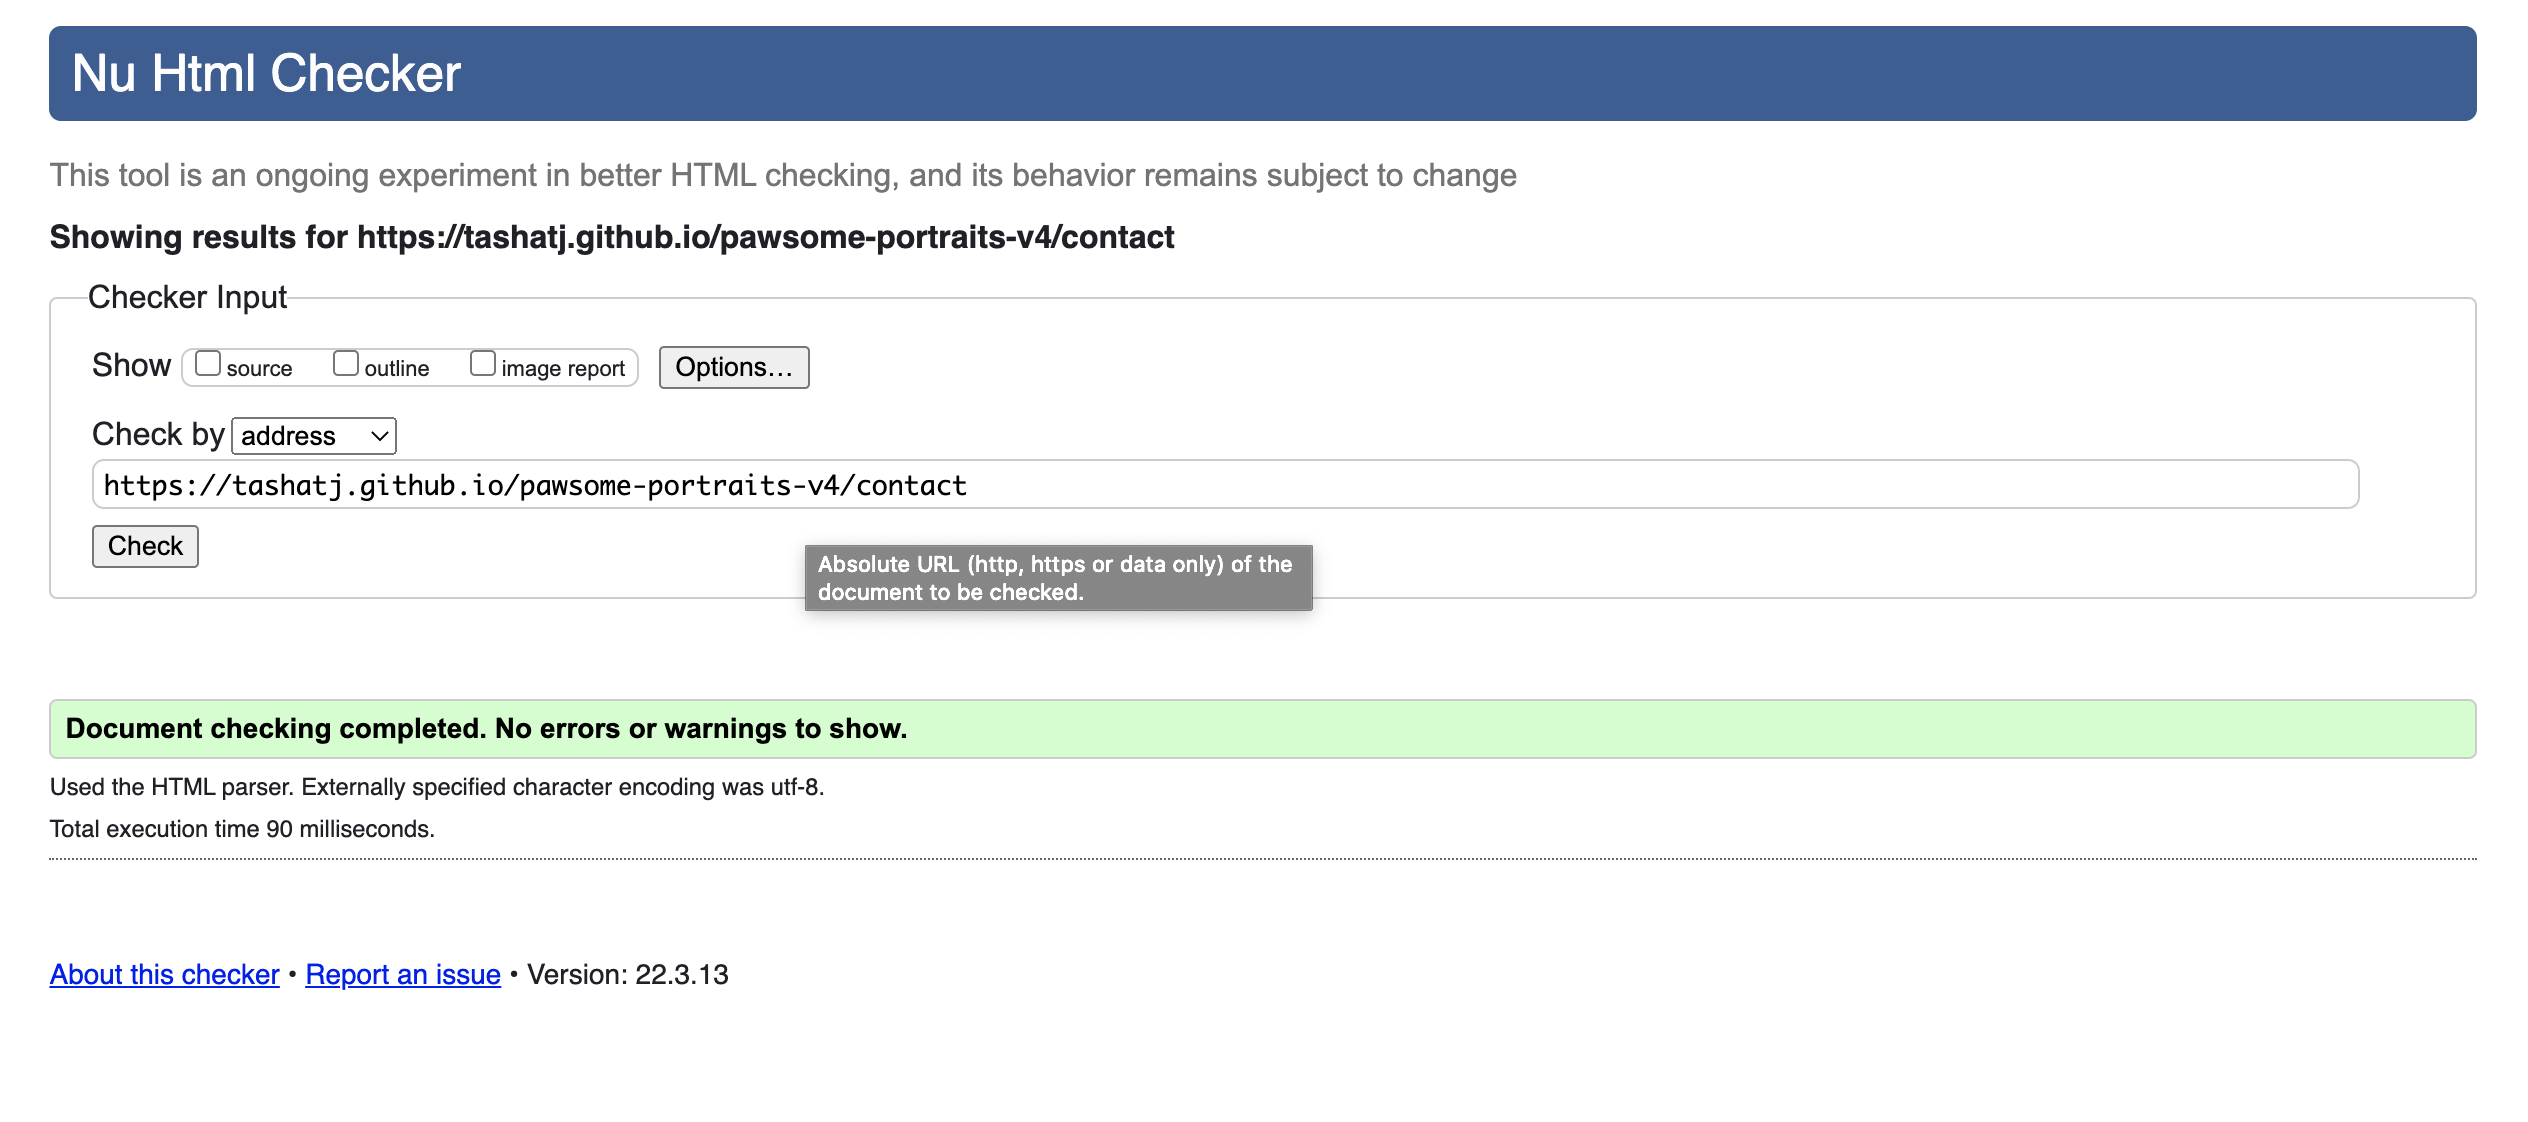 Nu Html Checker
This tool is an ongoing experiment in better HTML checking, and its behavior remains subject to change
Showing results for https://tashatj.github.io/pawsome-portraits-v4/contact
Checker Input
Show source outline image report Options...
Check by address
https://tashatj.github.io/pawsome-portraits-v4/contact
Check
Absolute URL (http, https or data only) of the
document to be checked.
Document checking completed. No errors or warnings to show.
Used the HTML parser. Externally specified character encoding was utf-8.
Total execution time 90 milliseconds.
About this checker • Report an issue • Version: 22.3.13